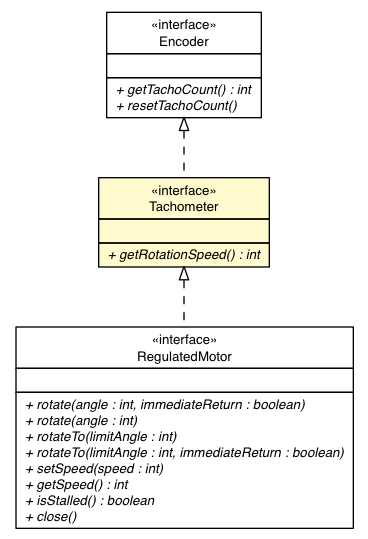 «interface»
Encoder
+ getTachoCount() : int
+ resetTachoCount()
«interface»
Tachometer
+ getRotationSpeed() : int
«interface»
RegulatedMotor
+ rotate(angle : int, immediateReturn : boolean)
+ rotate(angle : int)
+ rotateTo(limitAngle : int)
+ rotateTo(limitAngle : int, immediateReturn : boolean)
+ setSpeed(speed : int)
+ getSpeed() : int
+ isStalled() : boolean
+ close()